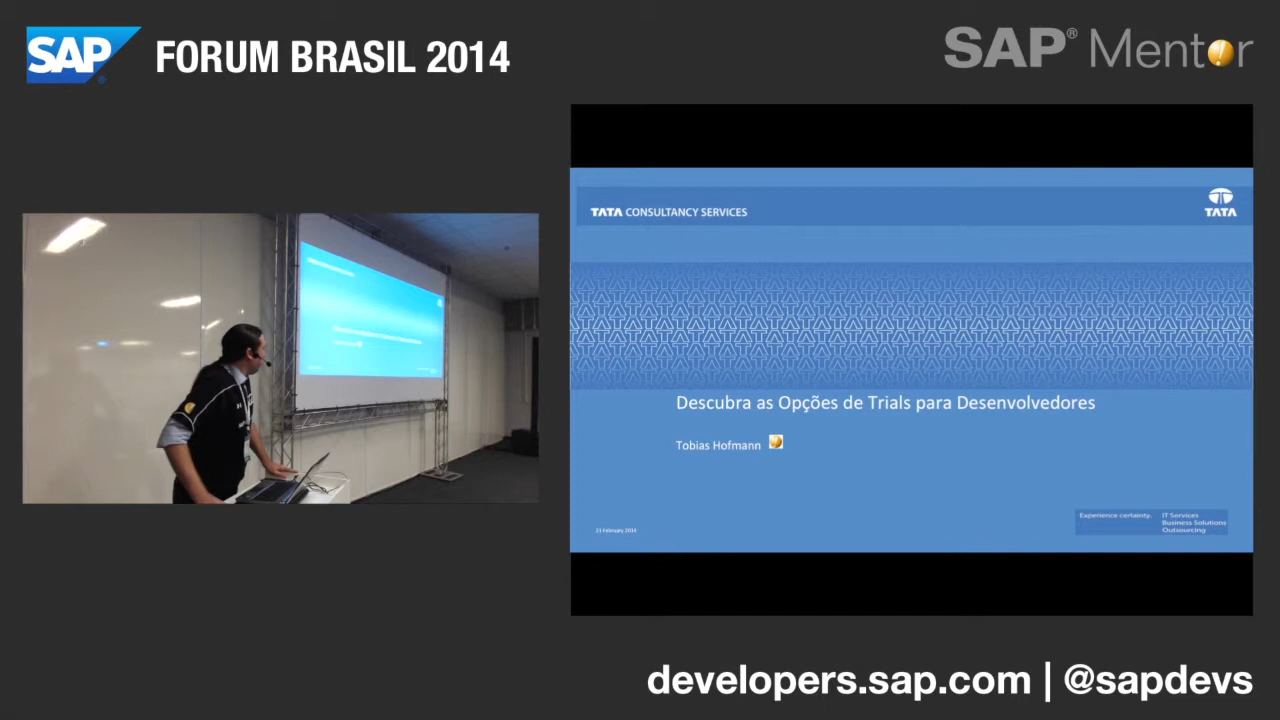 SAP®
FORUM BRASIL 2014
SAP® Mentor
TATA CONSULTANCY SERVICES
TATA
Descubra as Opções de Trials para Desenvolvedores
Tobias Hofmann
Experience certainty.
IT Services
Business Solutions
Outsourcing
developers.sap.com | @sapdevs